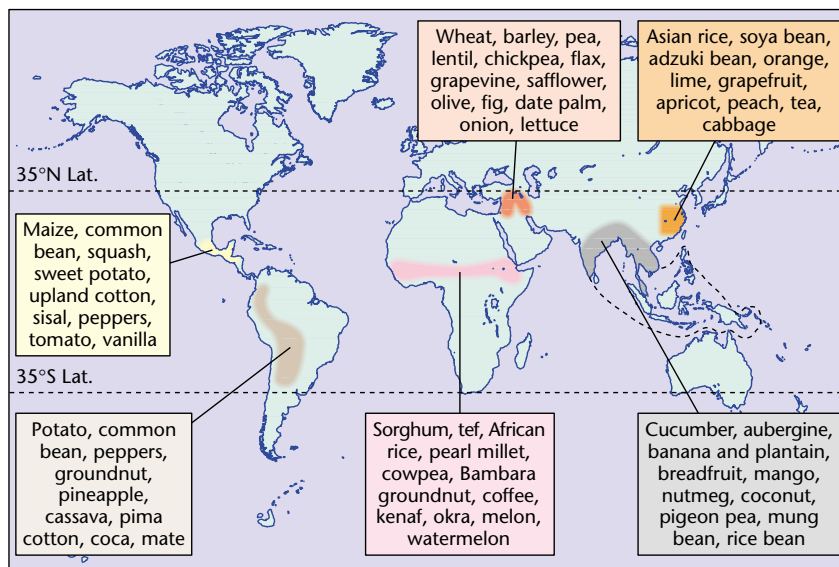 Wheat, barley, pea,
lentil, chickpea, flax,
grapevine, safflower,
olive, fig, date palm,
onion, lettuce
Asian rice, soya bean,
adzuki bean, orange,
lime, grapefruit,
apricot, peach, tea,
cabbage
35°N Lat.
Maize, common
bean, squash,
sweet potato,
upland cotton,
sisal, peppers,
tomato, vanilla
35°S Lat.
Potato, common
bean, peppers,
groundnut,
pineapple,
cassava, pima
cotton, coca, mate
Sorghum, tef, African
rice, pearl millet,
cowpea, Bambara
groundnut, coffee,
kenaf, okra, melon,
watermelon
Cucumber, aubergine,
banana and plantain,
breadfruit, mango,
nutmeg, coconut,
pigeon pea, mung
bean, rice bean